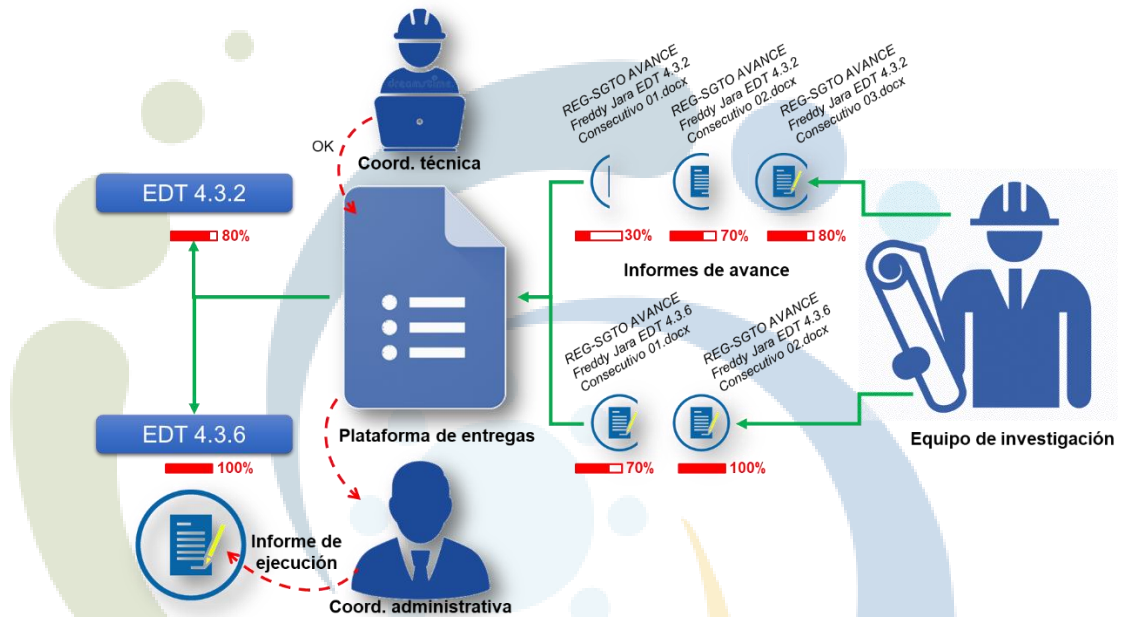 OK
Coord. técnica
dreamstime
REG-SGTO AVANCE
Freddy Jara EDT 4.3.2
Consecutivo 01.docx
REG-SGTO AVANCE
Freddy Jara EDT 4.3.2
Consecutivo 02.docx
REG-SGTO AVANCE
Freddy Jara EDT 4.3.2
Consecutivo 03.docx
EDT 4.3.2
80%
30%
70%
80%
Informes de avance
REG-SGTO AVANCE
Freddy Jara EDT 4.3.6
Consecutivo 01.docx
REG-SGTO AVANCE
Freddy Jara EDT 4.3.6
Consecutivo 02.docx
EDT 4.3.6
100%
Plataforma de entregas
70%
100%
Equipo de investigación
Informe de
ejecución
Coord. administrativa